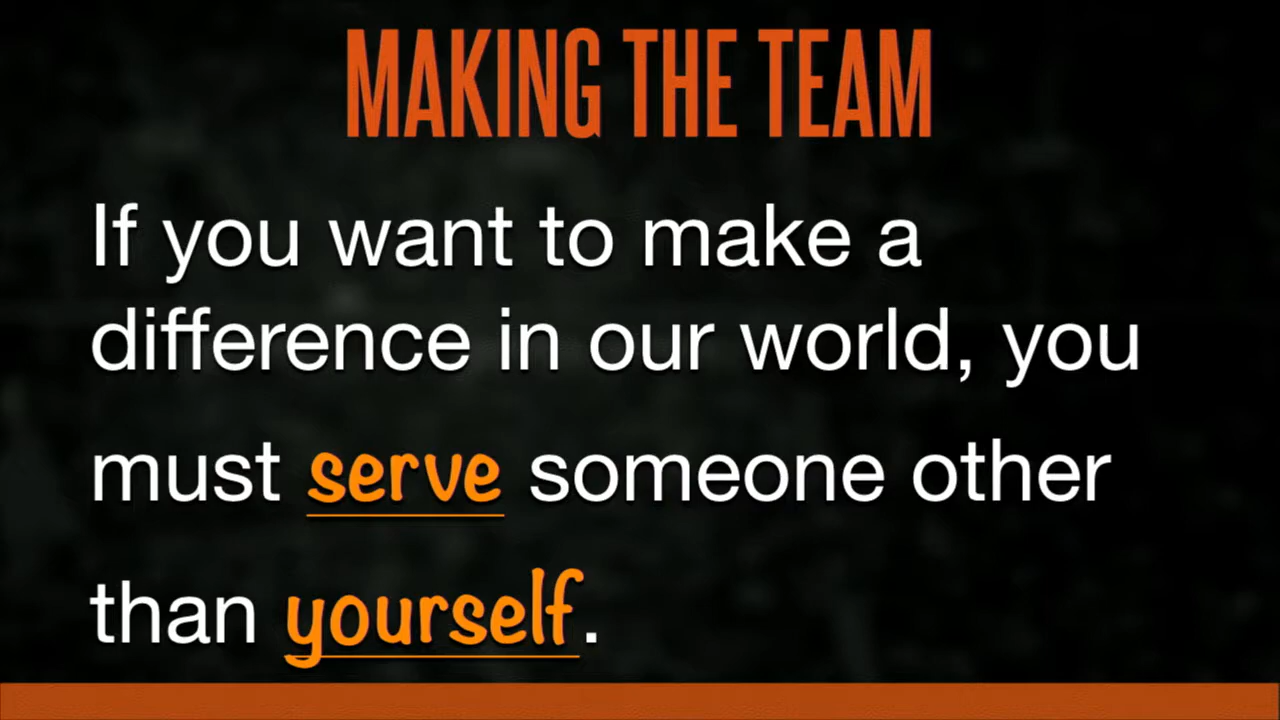 MAKING THE TEAM
If you want to make a
difference in our world, you
must serve someone other
than yourself.